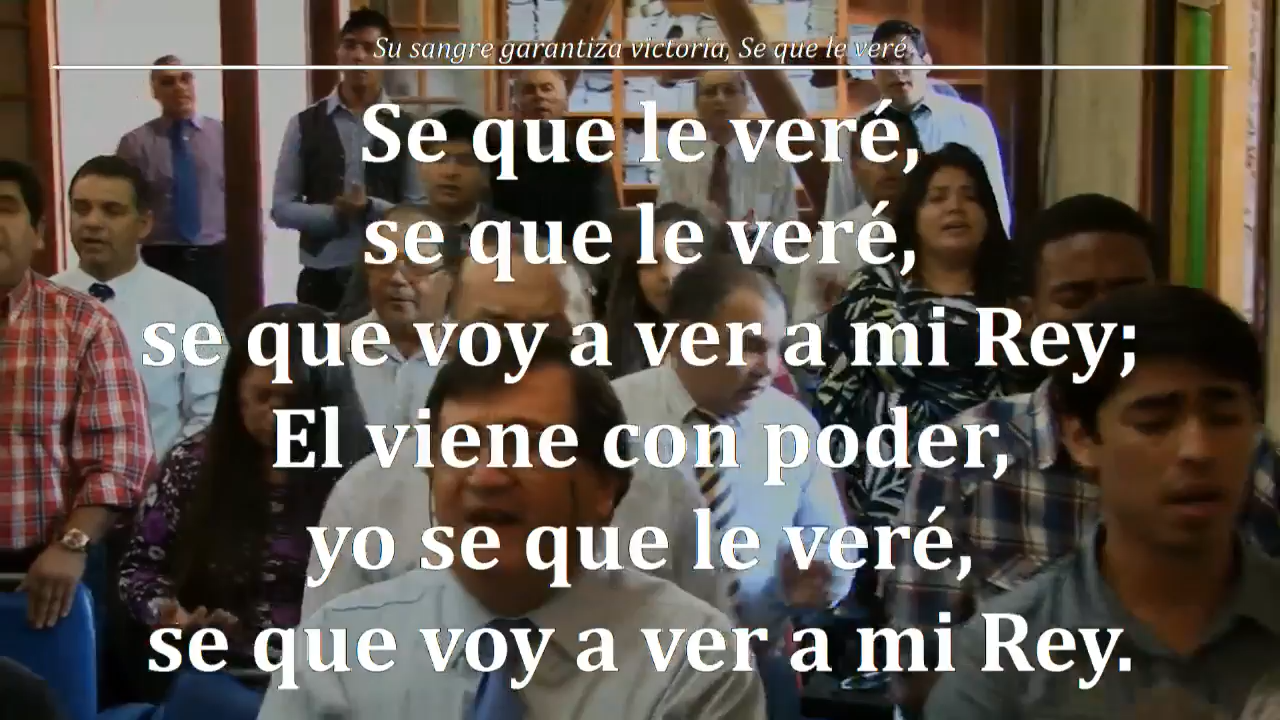 Su sangre garantiza victoria, Se que le veré
Se que le veré,
se que le veré,
se que voy a ver a mi Rey;
El viene con poder,
yo se que le veré,
se que voy a ver a mi Rey.